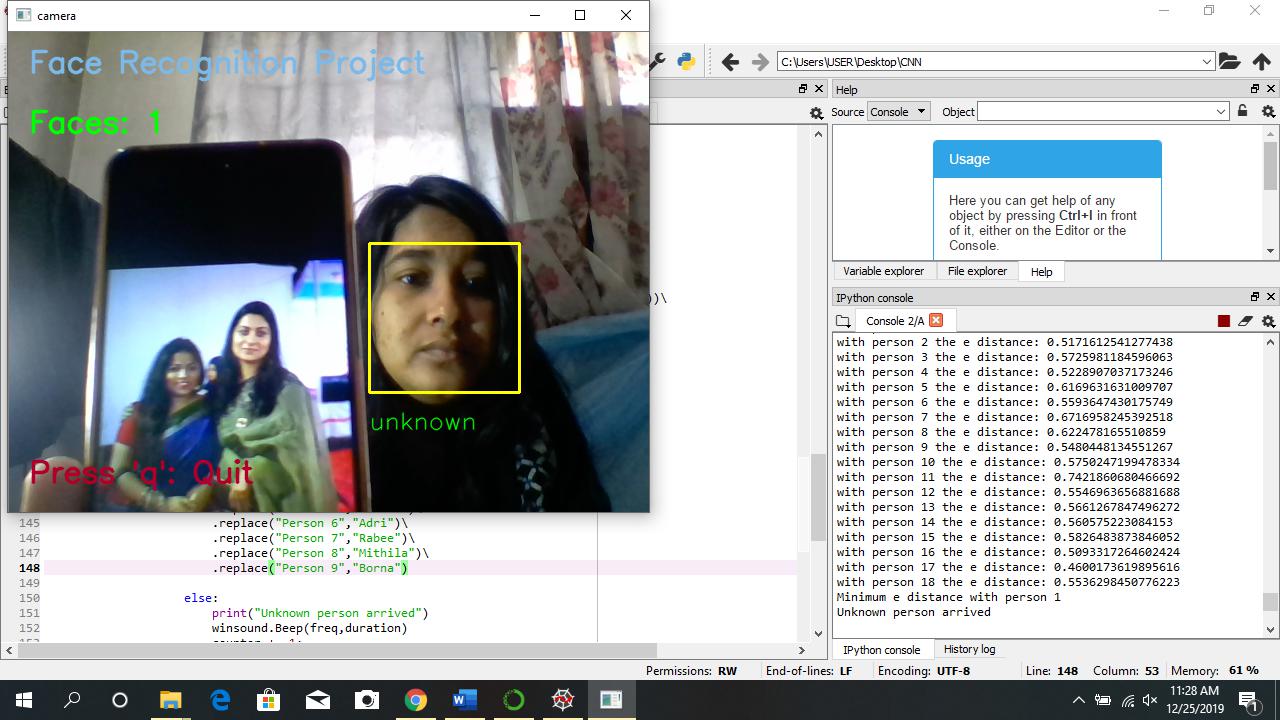 camera
Face Recognition Project
Faces: 1
unknown
Press 'q': Quit
C:\Users\USER\Desktop\CNN
))\
145 .replace("Person 6","Adri")\
146 .replace("Person 7","Rabee")\
147 .replace("Person 8","Mithila")\
148 .replace("Person 9","Borna")
149
150 else:
151 print("Unknown person arrived")
152 winsound.Beep(freq,duration)
Help
Source Console Object
Usage
Here you can get help of any
object by pressing Ctrl+I in front
of it, either on the Editor or the
Console.
Variable explorer File explorer Help
IPython console
Console 2/A
with person 2 the e distance: 0.5171612541277438
with person 3 the e distance: 0.5725981184596063
with person 4 the e distance: 0.5228907037173246
with person 5 the e distance: 0.6169631631009707
with person 6 the e distance: 0.5593647430175749
with person 7 the e distance: 0.673017
with person 8 the e distance: 0.622478165510859
with person 9 the e distance: 0.5480448134551267
with person 10 the e distance: 0.5750247199478334
with person 11 the e distance: 0.7421860680466692
with person 12 the e distance: 0.5546963656881688
with person 13 the e distance: 0.5661267847496272
with person 14 the e distance: 0.506575223084153
with person 15 the e distance: 0.5826483873846052
with person 16 the e distance: 0.5093317264602424
with person 17 the e distance: 0.4600173619895616
with person 18 the e distance: 0.5536298450776223
Minimum e distance with person 1
Unknown person arrived
IPython console History log
Permissions: RW End-of-lines: LF Encoding: UTF-8 Line: 148 Column: 53 Memory: 61 %
11:28 AM
12/25/2019
1